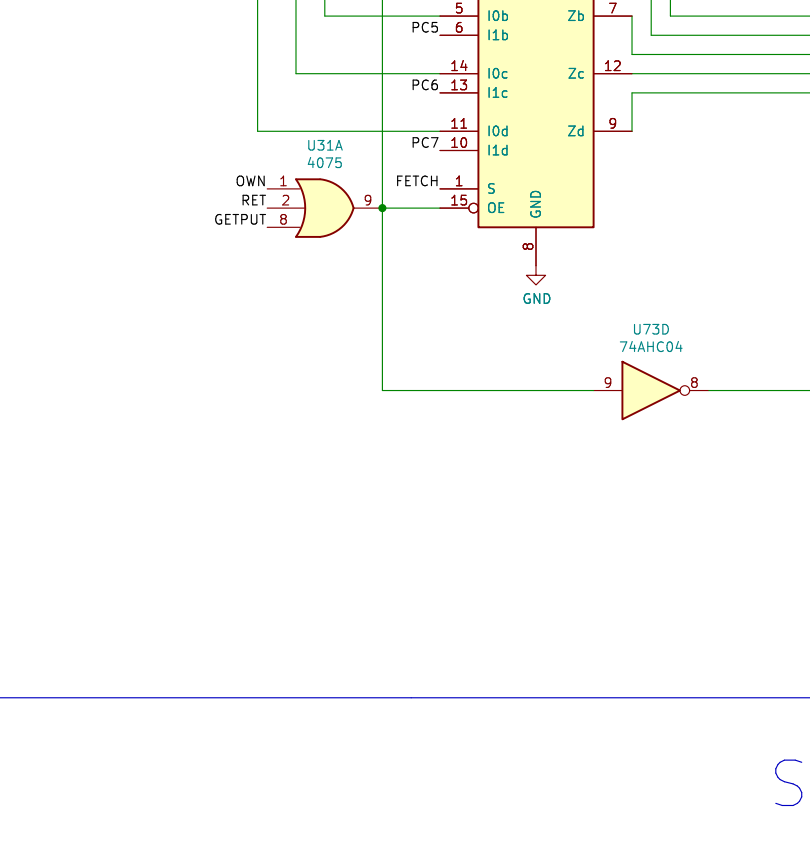 5 I0b Zb 7
PC5 6 I1b
14 I0c Zc 12
PC6 13 I1c
11 I0d Zd 9
PC7 10 I1d
U31A
4075
OWN 1
RET 2 9
GETPUT 8
FETCH 1 S
15 OE
GND
8
GND
U73D
74AHC04
9 8
S